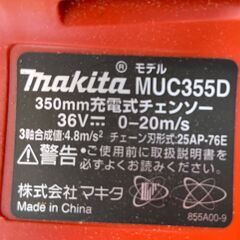 makita® モデル MUC355D
350mm充電式チェンソー
36V⎓ 0-20m/s
3軸合成値:4.8m/s² チェーン刃形式:25AP-76E
⚠警告 ・ご使用前に取扱説明書を
必ずお読みください。
株式会社 マキタ
Made in China
855A00-9